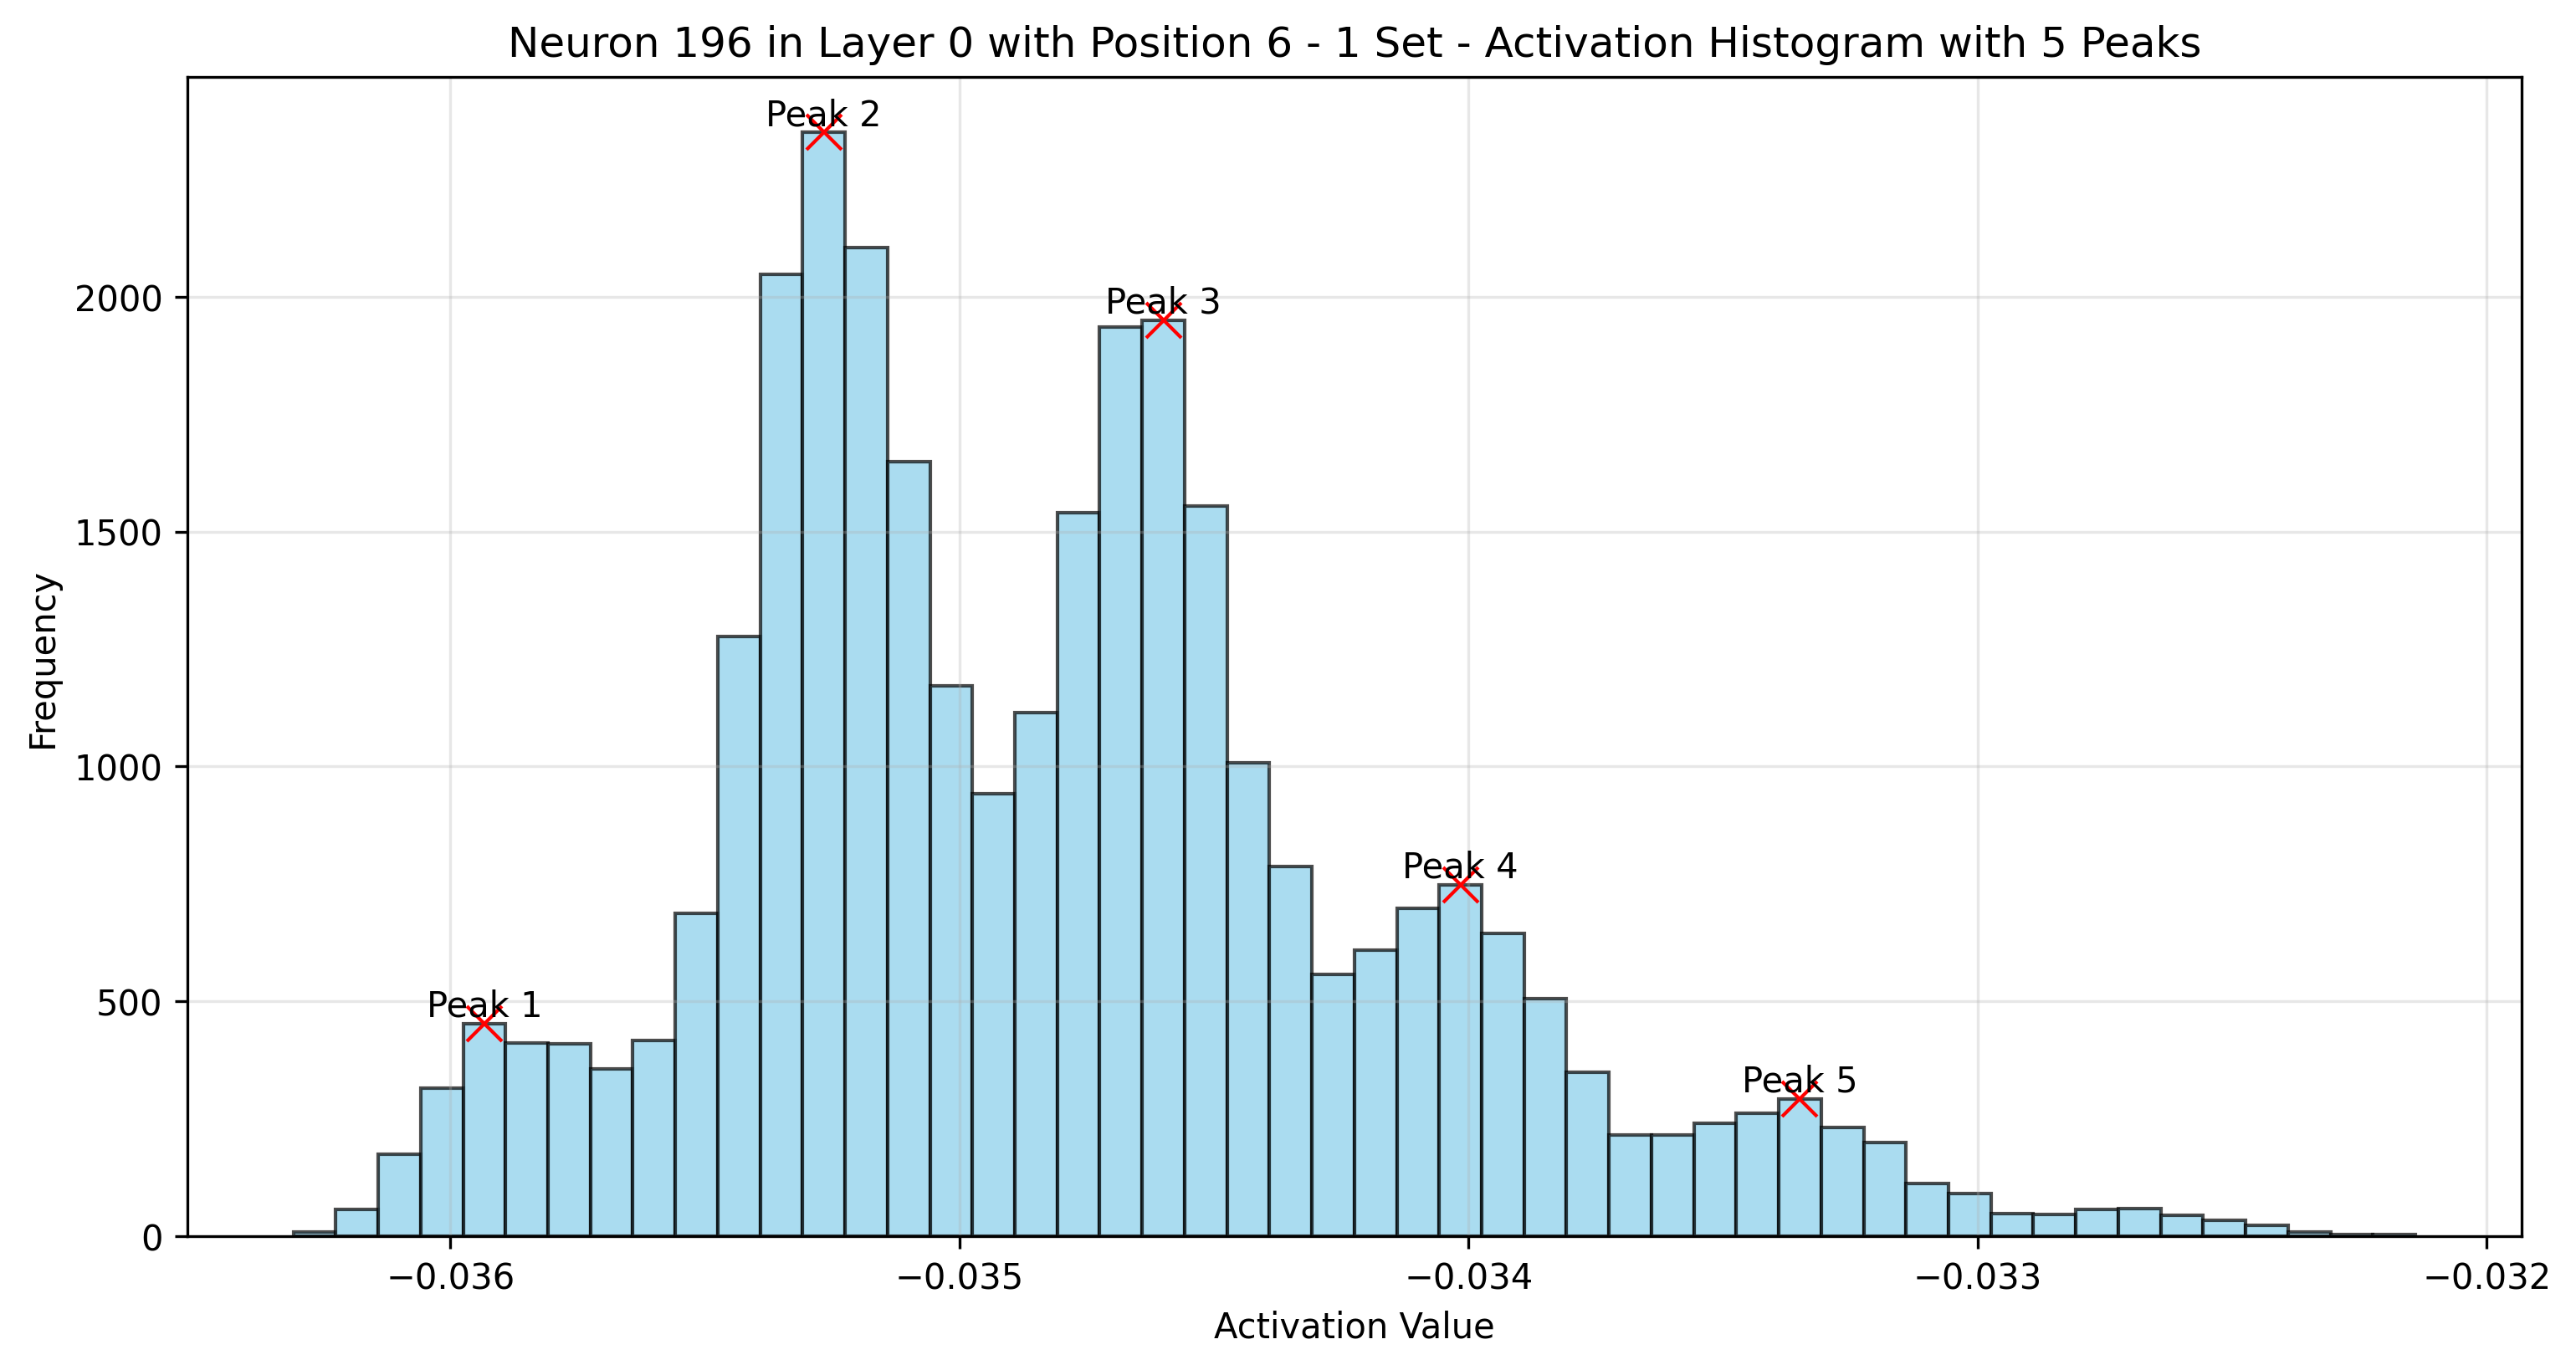 Neuron 196 in Layer 0 with Position 6 - 1 Set - Activation Histogram with 5 Peaks
Peak 2
Peak 3
Peak 4
Peak 1
Peak 5
Frequency
2000
1500
1000
500
0
−0.036
−0.035
−0.034
−0.033
−0.032
Activation Value